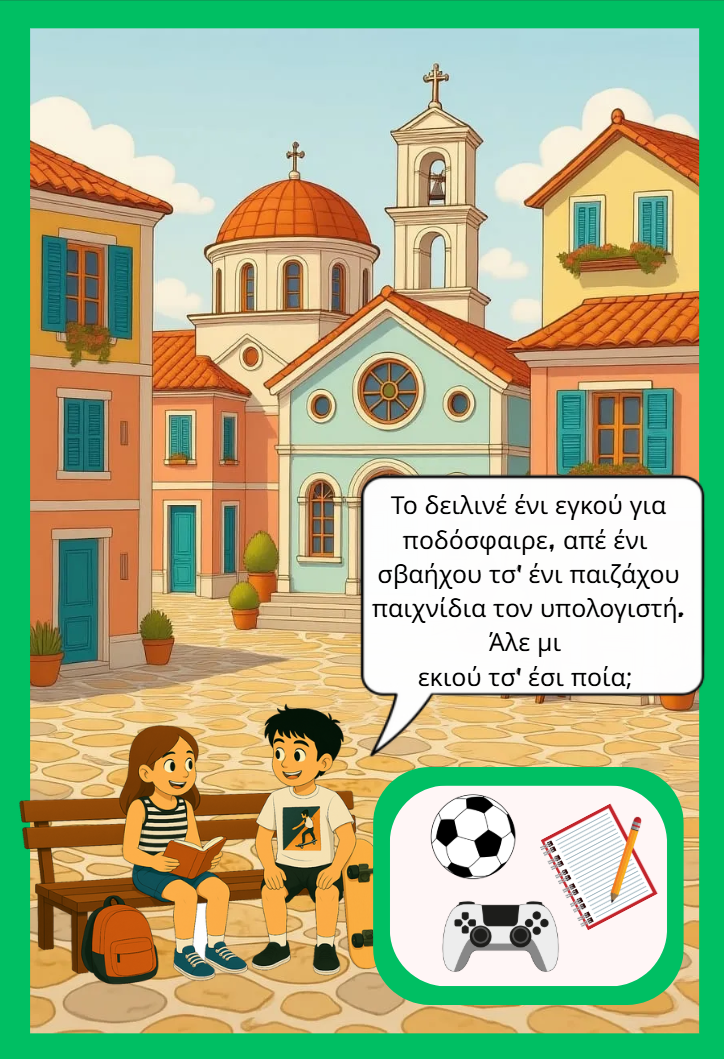 Το δειλινέ ένι εγκού για
ποδόσφαιρε, απέ ένι
σβαήχου τσ' ένι παιζάχου
παιχνίδια τον υπολογιστή.
Άλε μι
εκιού τσ' έσι ποία;